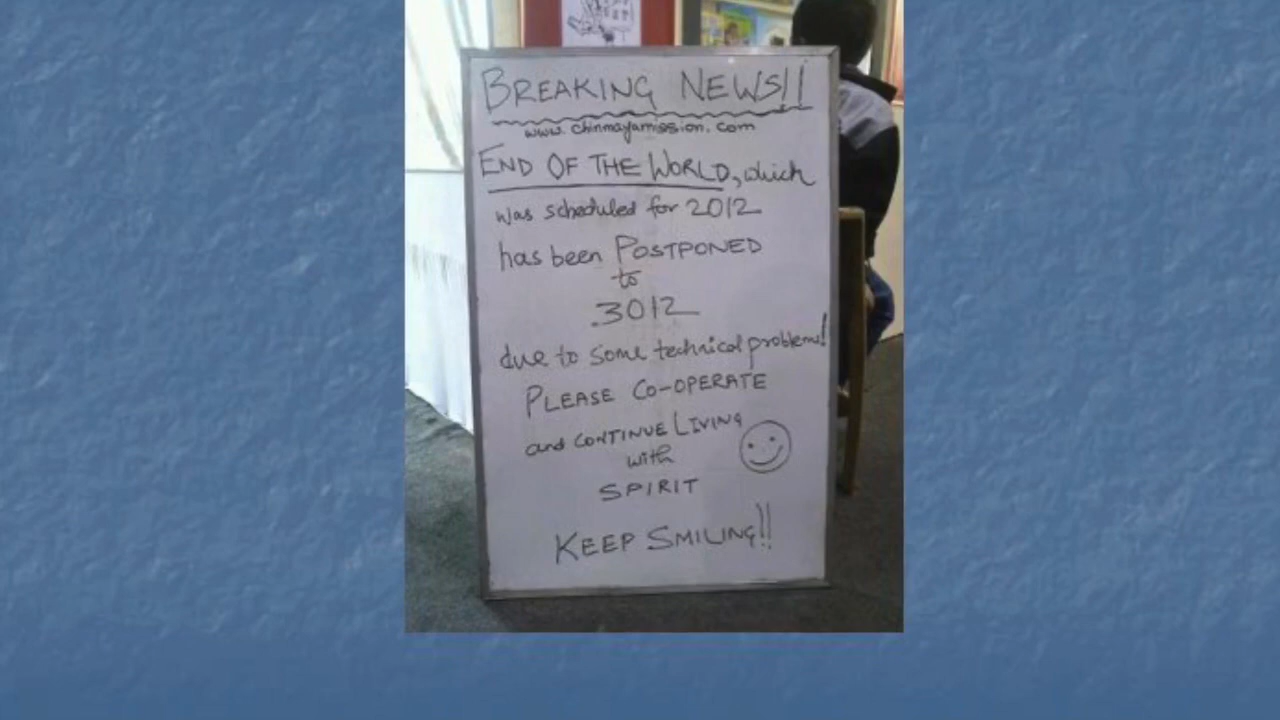 BREAKING NEWS!!
www.chinmayamission.com
END OF THE WORLD, which
was scheduled for 2012
has been POSTPONED
to
3012
due to some technical problems!
PLEASE CO-OPERATE
and CONTINUE LIVING
with
SPIRIT
KEEP SMILING!!